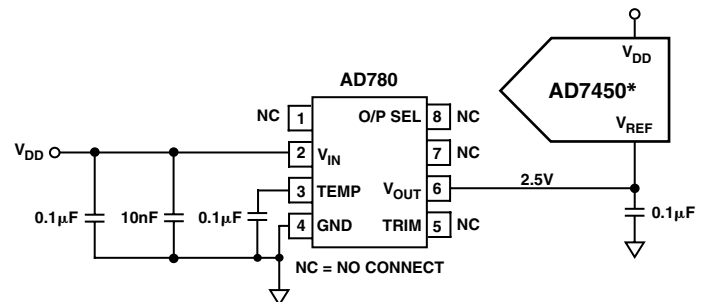 V_DD
AD7450*
V_REF
AD780
NC 1 O/P SEL 8 NC
V_DD 2 V_IN 7 NC
3 TEMP V_OUT 6 2.5V
0.1µF 10nF 0.1µF 4 GND TRIM 5 NC 0.1µF
NC = NO CONNECT